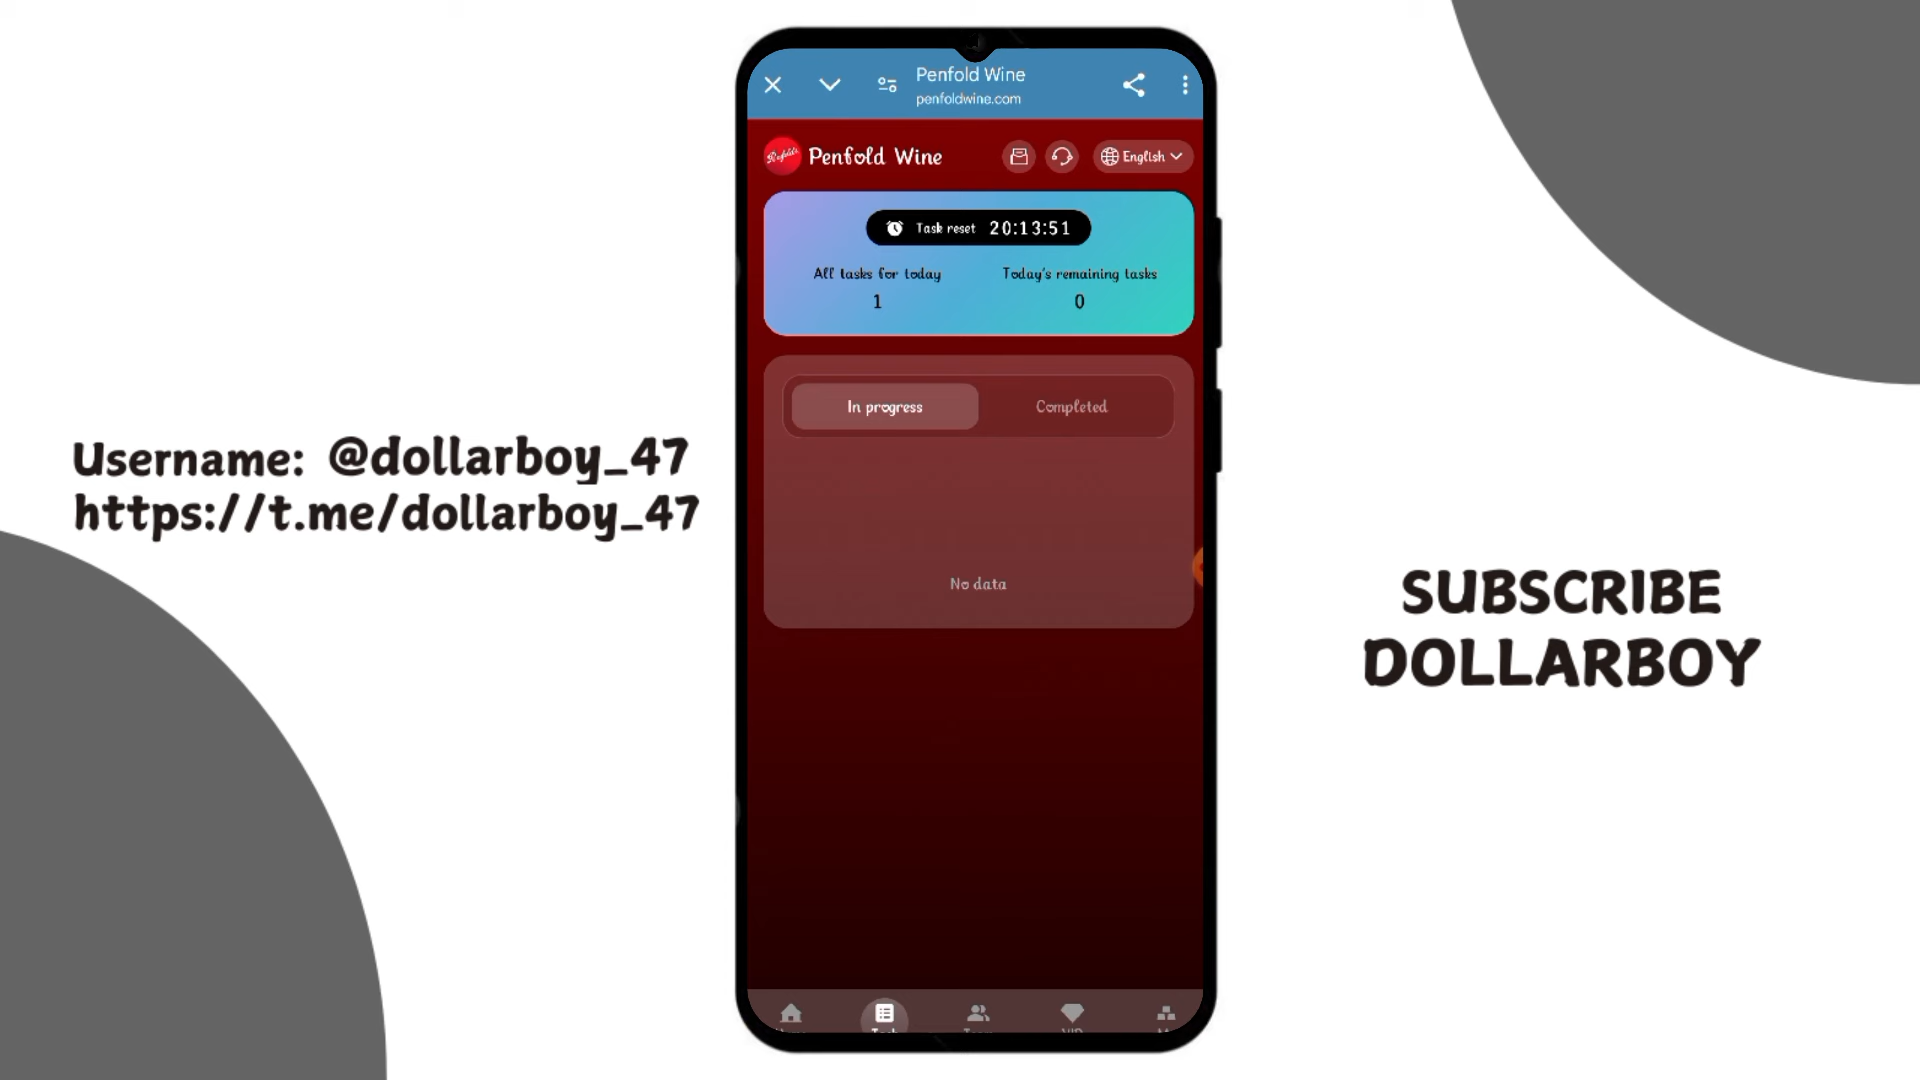 Penfold Wine
penfoldwine.com
Penfold Wine
English
Task reset 20:13:51
All tasks for today
Today's remaining tasks
1
0
In progress
Completed
No data
Username: @dollarboy_47
https://t.me/dollarboy_47
SUBSCRIBE
DOLLARBOY